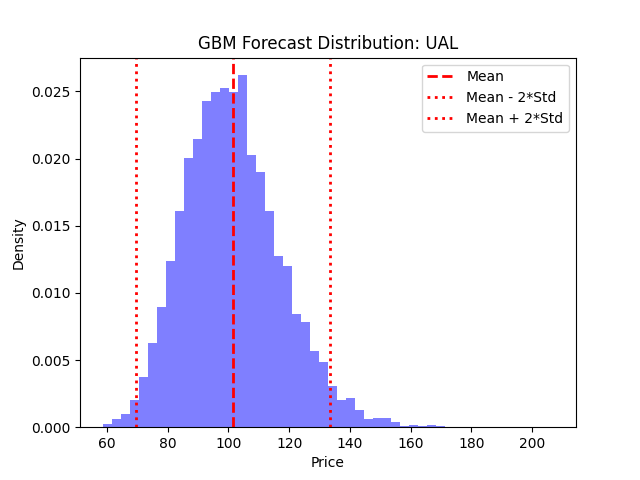 GBM Forecast Distribution: UAL
Mean
Mean - 2*Std
Mean + 2*Std
Density
0.025
0.020
0.015
0.010
0.005
0.000
60 80 100 120 140 160 180 200
Price